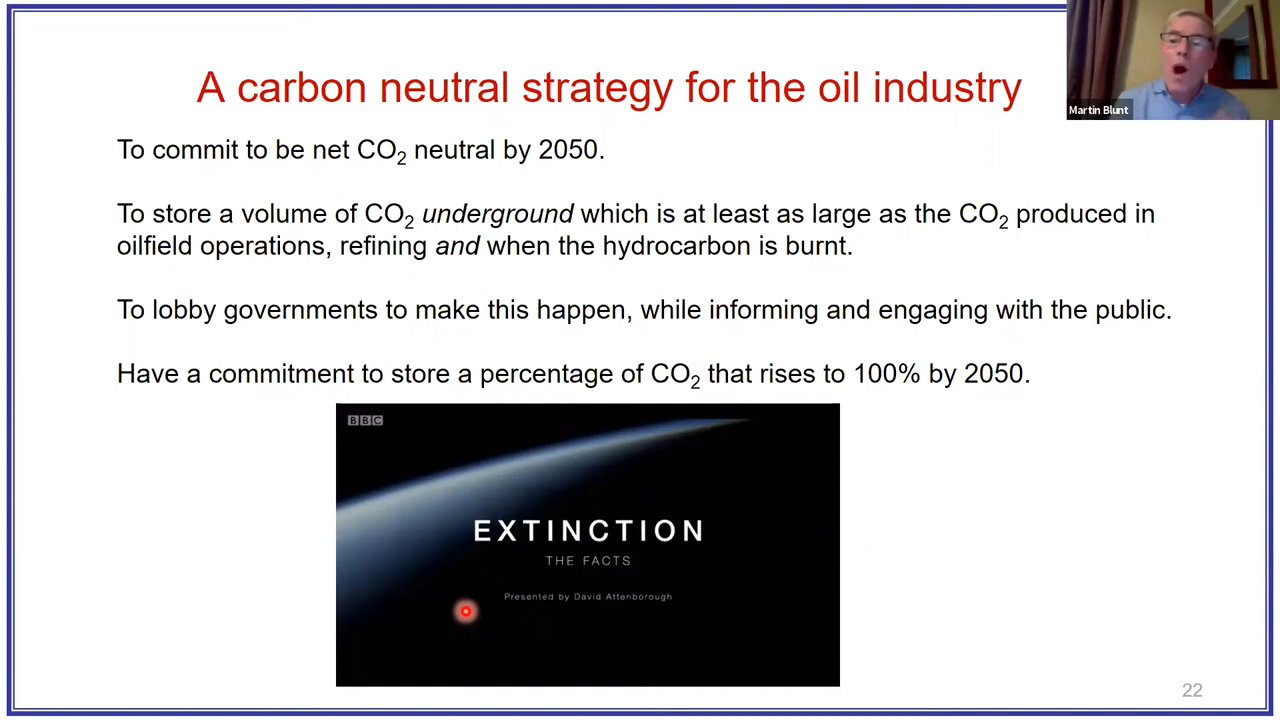 A carbon neutral strategy for the oil industry
Martin Blunt
To commit to be net CO₂ neutral by 2050.
To store a volume of CO₂ underground which is at least as large as the CO₂ produced in
oilfield operations, refining and when the hydrocarbon is burnt.
To lobby governments to make this happen, while informing and engaging with the public.
Have a commitment to store a percentage of CO₂ that rises to 100% by 2050.
BBC
EXTINCTION
THE FACTS
Presented by David Attenborough
22